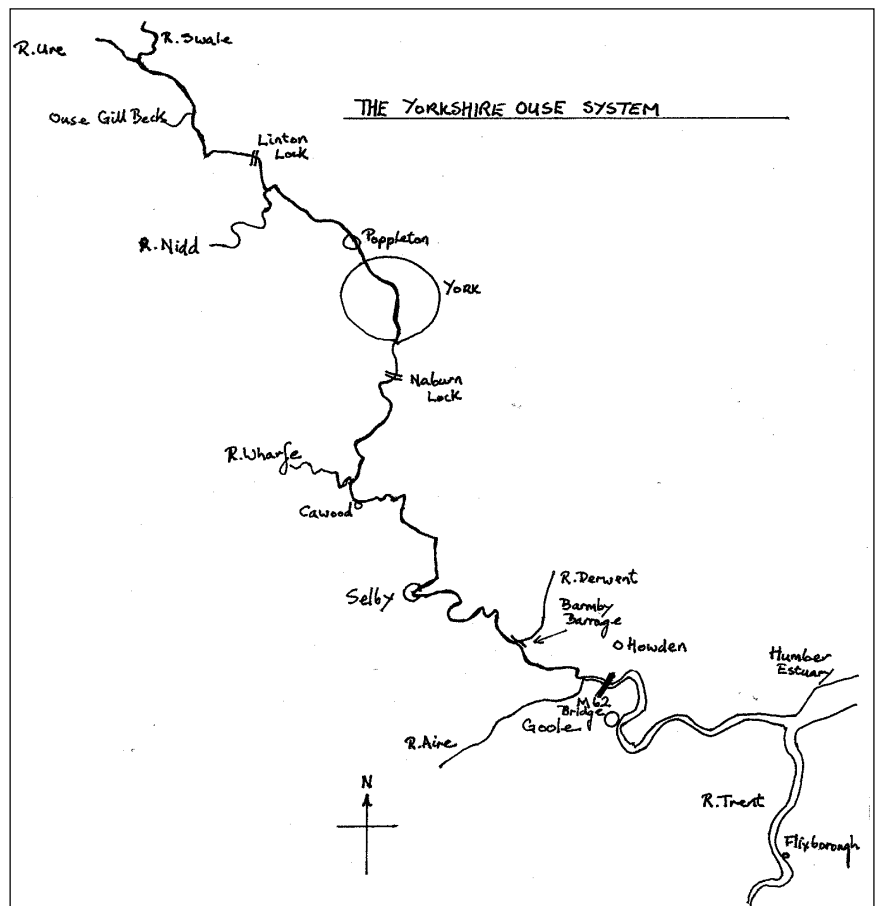 R.Swale
R.Ure
THE YORKSHIRE OUSE SYSTEM
Ouse Gill Beck
Linton
Lock
R.Nidd
Poppleton
YORK
Naburn
Lock
R.Wharfe
Cawood
Selby
R.Derwent
Barmby
Barrage
Howden
Humber
Estuary
M62
Bridge
Goole
R.Aire
N
R.Trent
Flixborough